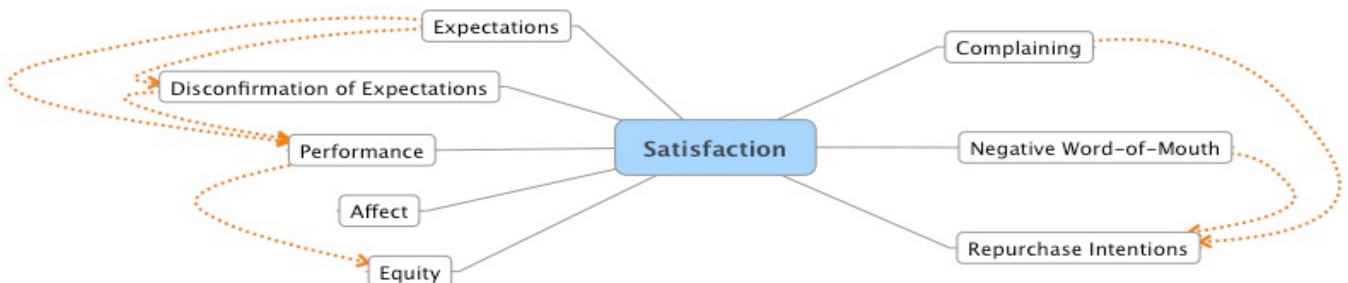 Expectations
Disconfirmation of Expectations
Performance
Affect
Equity
Satisfaction
Complaining
Negative Word-of-Mouth
Repurchase Intentions